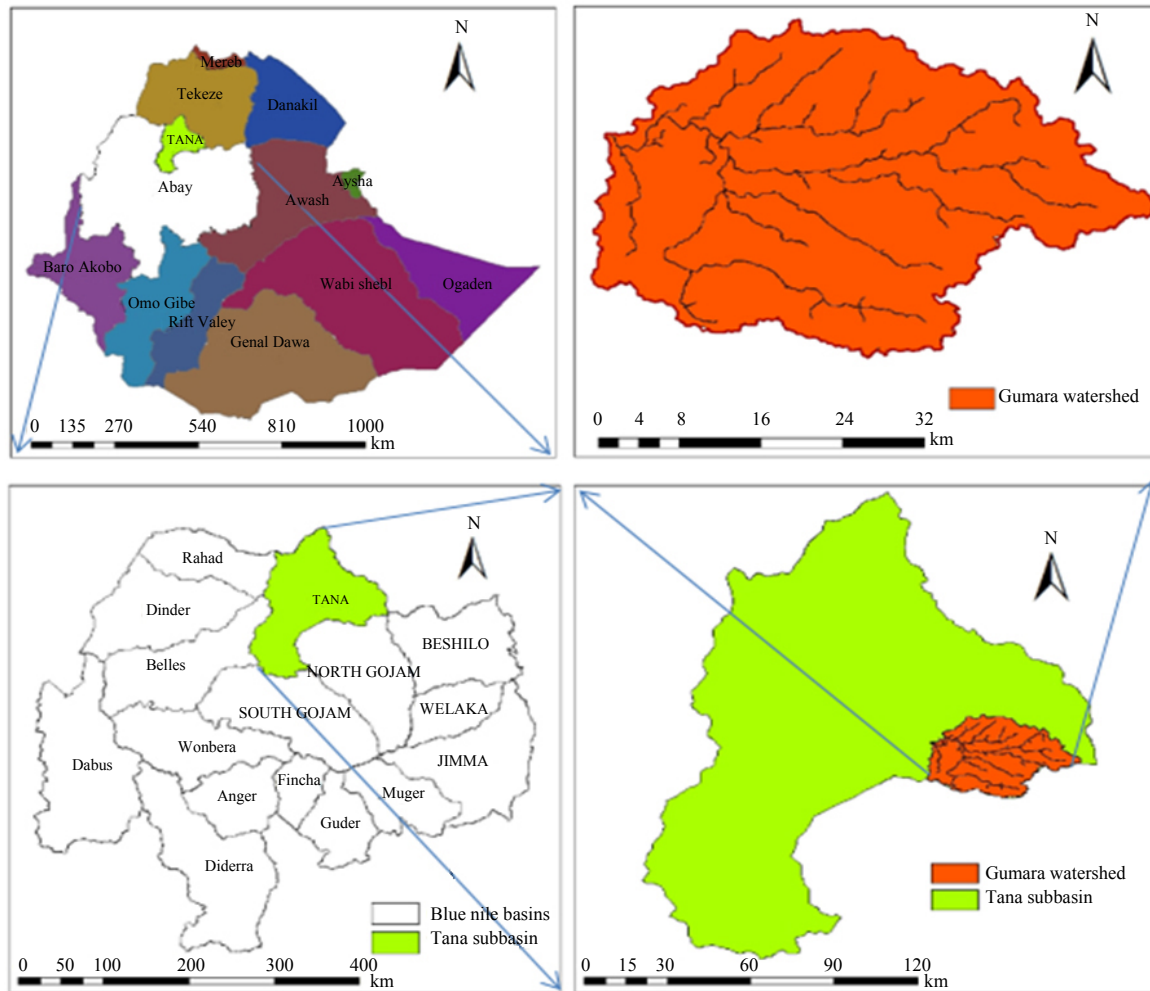 N
Mereb
Tekeze
Danakil
TANA
Abay
Aysha
Awash
Baro Akobo
Omo Gibe
Wabi shebl
Ogaden
Rift Valey
Genal Dawa
0 135 270 540 810 1000
km
N
Gumara watershed
0 4 8 16 24 32
km
N
Rahad
Dinder
TANA
BESHILO
Belles
NORTH GOJAM
SOUTH GOJAM
WELAKA
Wonbera
Dabus
JIMMA
Fincha
Anger
Muger
Guder
Diderra
Blue nile basins
Tana subbasin
0 50 100 200 300 400
km
N
Gumara watershed
Tana subbasin
0 15 30 60 90 120
km